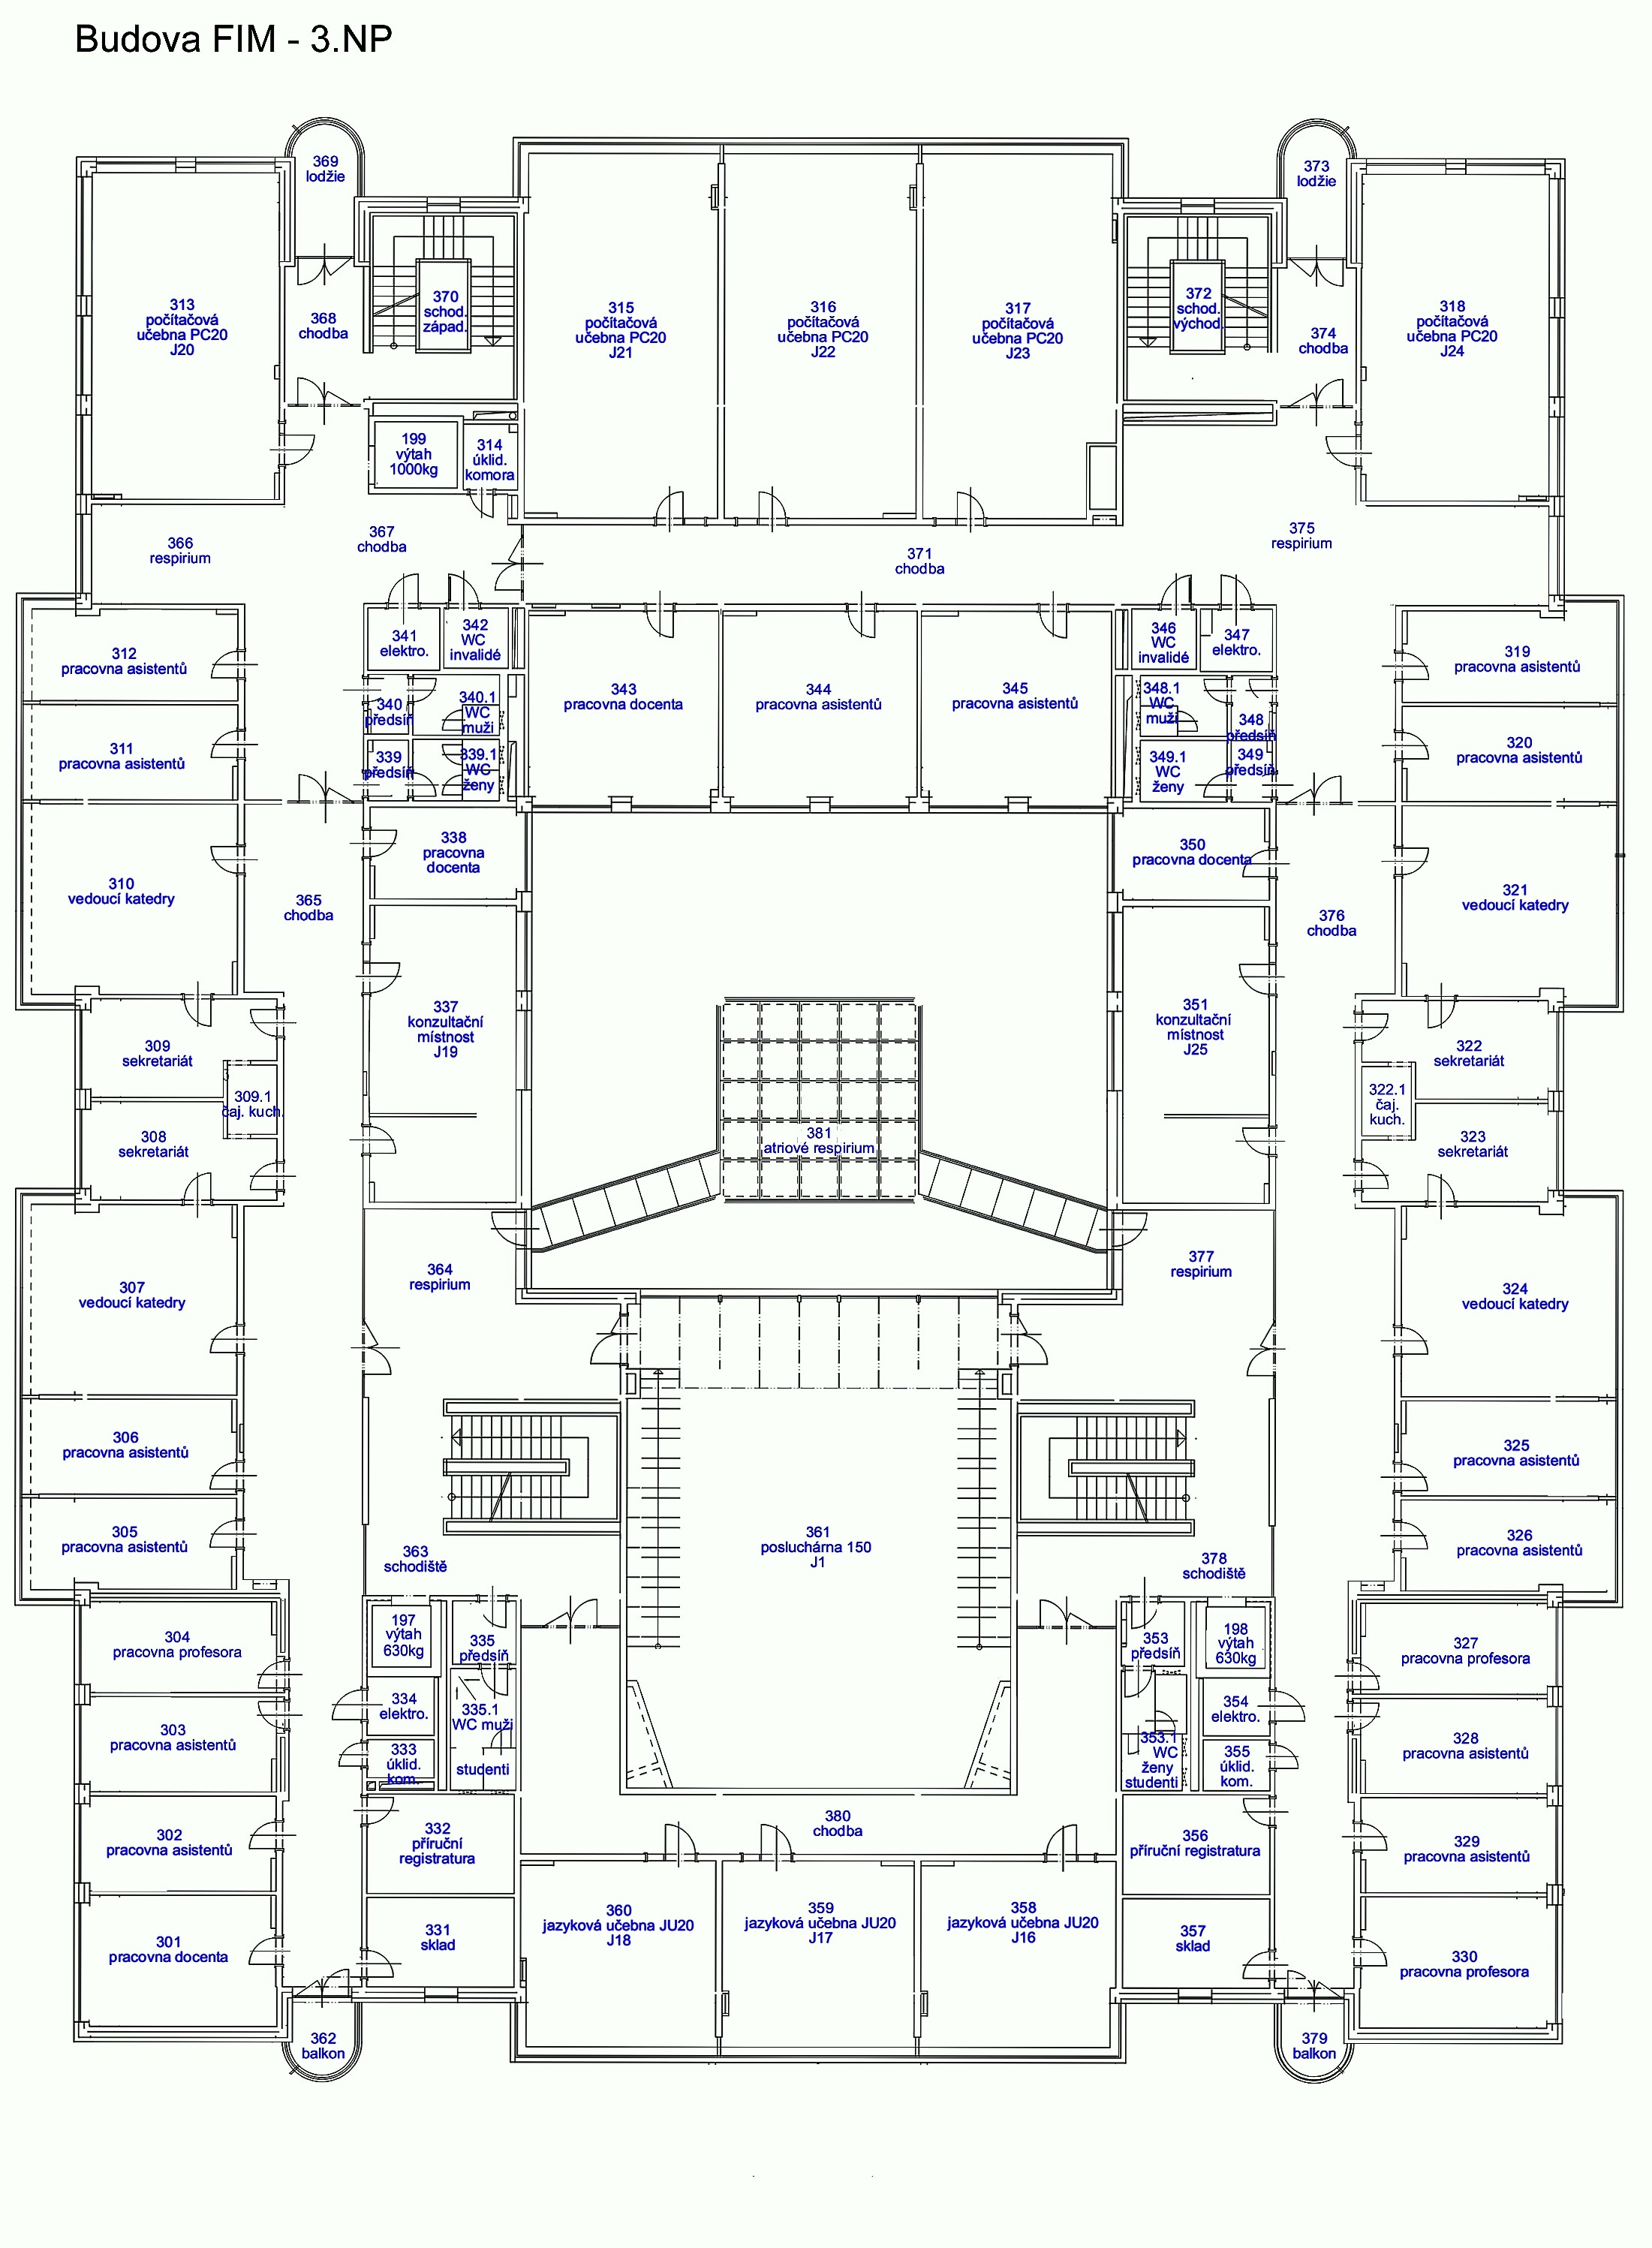 Budova FIM - 3.NP
369
lodžie
373
lodžie
313
počítačová
učebna PC20
J20
368
chodba
370
schod.
západ.
315
počítačová
učebna PC20
J21
316
počítačová
učebna PC20
J22
317
počítačová
učebna PC20
J23
372
schod.
východ.
374
chodba
318
počítačová
učebna PC20
J24
199
výtah
1000kg
314
úklid.
komora
366
respirium
367
chodba
371
chodba
375
respirium
312
pracovna asistentů
341
elektro.
342
WC
invalidé
346
WC
invalidé
347
elektro.
319
pracovna asistentů
311
pracovna asistentů
340
předsíň
340.1
WC
muži
343
pracovna docenta
344
pracovna asistentů
345
pracovna asistentů
348.1
WC
muži
348
předsíň
320
pracovna asistentů
339
předsíň
339.1
WC
ženy
349.1
WC
ženy
349
předsíň
310
vedoucí katedry
365
chodba
338
pracovna
docenta
350
pracovna docenta
376
chodba
321
vedoucí katedry
309
sekretariát
337
konzultační
místnost
J19
351
konzultační
místnost
J25
322
sekretariát
309.1
čaj. kuch.
322.1
čaj.
kuch.
308
sekretariát
381
atriové respirium
323
sekretariát
307
vedoucí katedry
364
respirium
377
respirium
324
vedoucí katedry
306
pracovna asistentů
325
pracovna asistentů
305
pracovna asistentů
363
schodiště
361
posluchárna 150
J1
378
schodiště
326
pracovna asistentů
304
pracovna profesora
197
výtah
630kg
335
předsíň
353
předsíň
198
výtah
630kg
327
pracovna profesora
303
pracovna asistentů
334
elektro.
335.1
WC muži
studenti
353.1
WC
ženy
studenti
354
elektro.
328
pracovna asistentů
333
úklid.
kom.
355
úklid.
kom.
302
pracovna asistentů
332
příruční
registratura
380
chodba
356
příruční registratura
329
pracovna asistentů
301
pracovna docenta
331
sklad
360
jazyková učebna JU20
J18
359
jazyková učebna JU20
J17
358
jazyková učebna JU20
J16
357
sklad
330
pracovna profesora
362
balkon
379
balkon